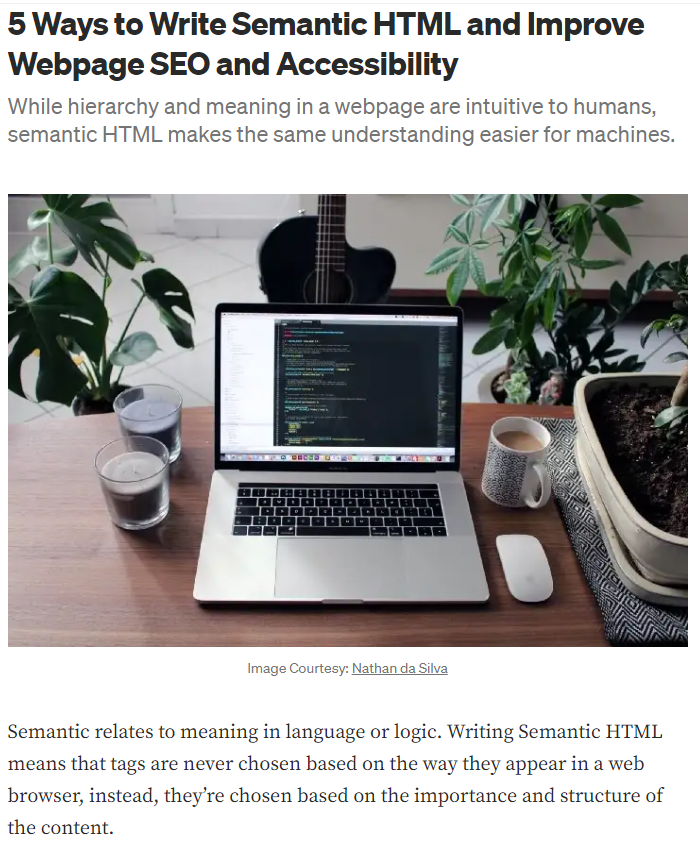 5 Ways to Write Semantic HTML and Improve
Webpage SEO and Accessibility
While hierarchy and meaning in a webpage are intuitive to humans,
semantic HTML makes the same understanding easier for machines.
Image Courtesy: Nathan da Silva
Semantic relates to meaning in language or logic. Writing Semantic HTML
means that tags are never chosen based on the way they appear in a web
browser, instead, they’re chosen based on the importance and structure of
the content.